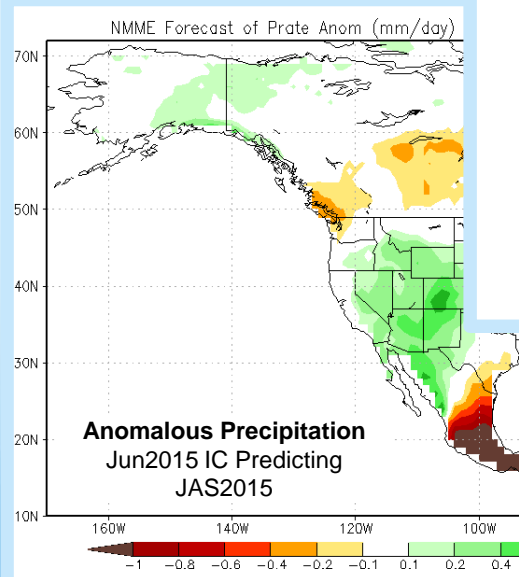 NMME Forecast of Prate Anom (mm/day)
70N
60N
50N
40N
30N
20N
10N
Anomalous Precipitation
Jun2015 IC Predicting
JAS2015
160W 140W 120W 100W
-1 -0.8 -0.6 -0.4 -0.2 -0.1 0.1 0.2 0.4